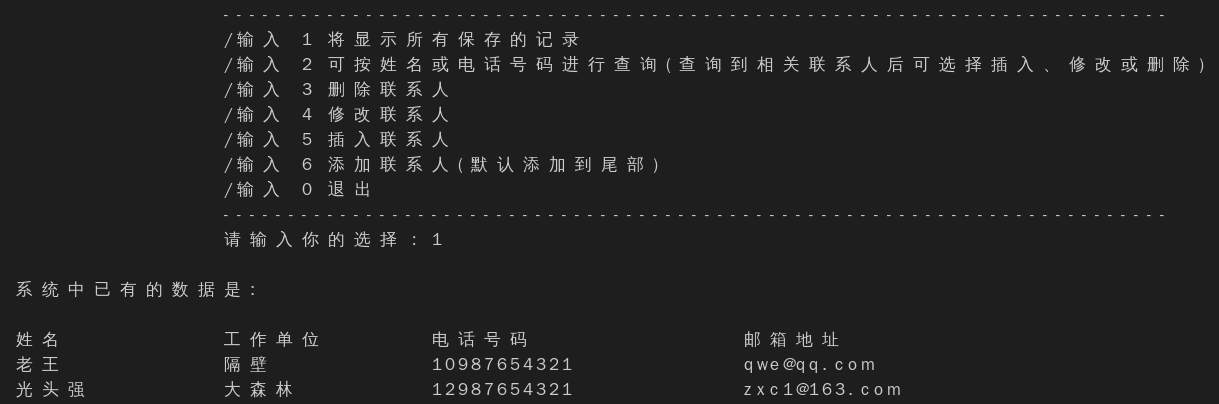 ------------------------------------------------------------------------
/输入 1 将显示所有保存的记录
/输入 2 可按姓名或电话号码进行查询(查询到相关联系人后可选择插入、修改或删除)
/输入 3 删除联系人
/输入 4 修改联系人
/输入 5 插入联系人
/输入 6 添加联系人(默认添加到尾部)
/输入 0 退出
------------------------------------------------------------------------
请输入你的选择：1
系统中已有的数据是：
姓名 工作单位 电话号码 邮箱地址
老王 隔壁 10987654321 qwe@qq.com
光头强 大森林 12987654321 zxc1@163.com